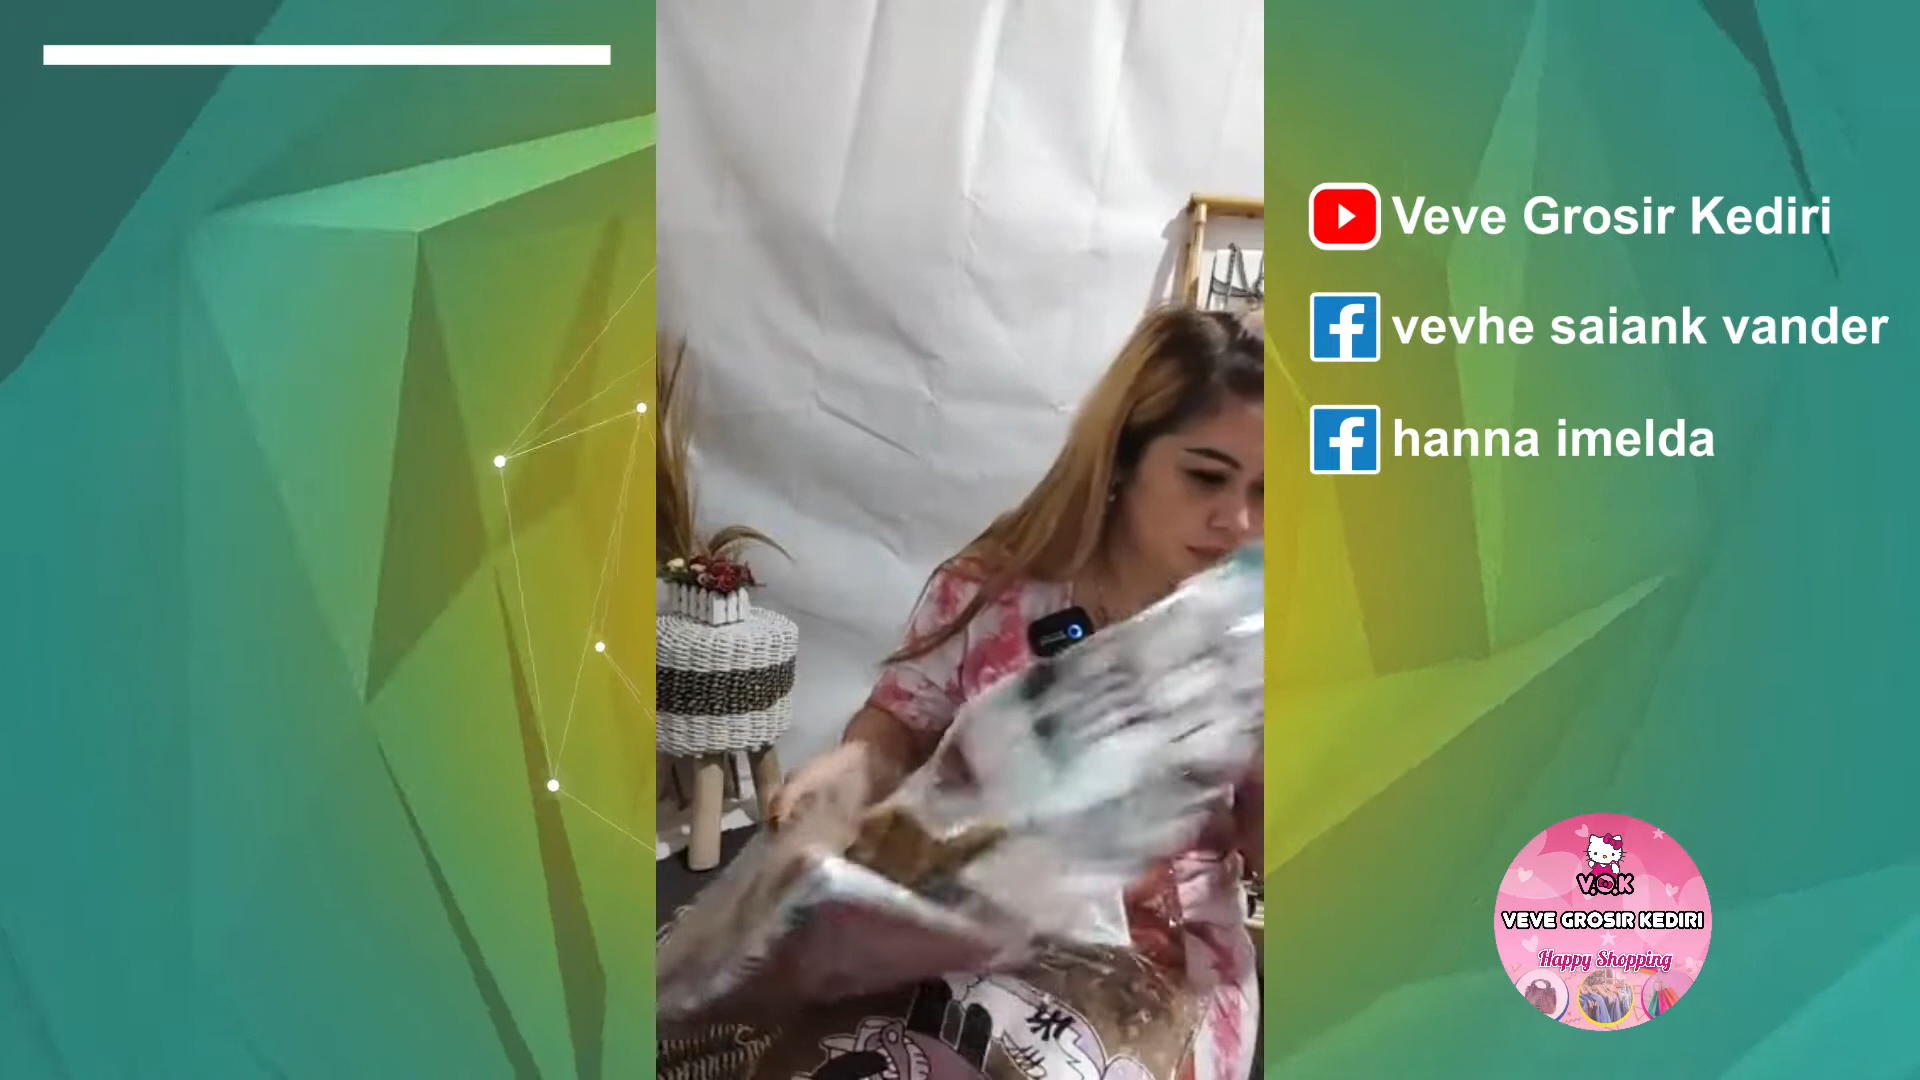 Veve Grosir Kediri
vevhe saiank vander
hanna imelda
V.O.K
VEVE GROSIR KEDIRI
Happy Shopping